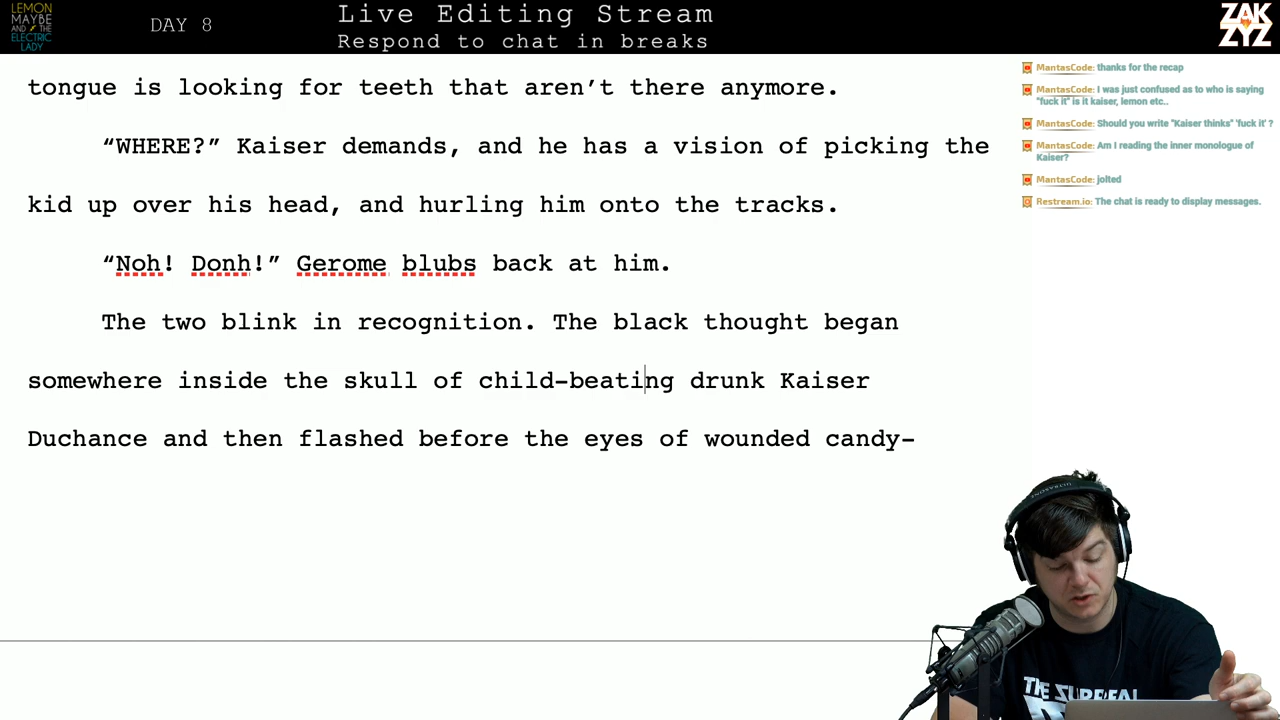 LEMON
MAYBE
AND THE
ELECTRIC
LADY
DAY 8
Live Editing Stream
Respond to chat in breaks
ZAK
ZYZ
tongue is looking for teeth that aren’t there anymore.
“WHERE?” Kaiser demands, and he has a vision of picking the
kid up over his head, and hurling him onto the tracks.
“Noh! Donh!” Gerome blubs back at him.
The two blink in recognition. The black thought began
somewhere inside the skull of child-beating drunk Kaiser
Duchance and then flashed before the eyes of wounded candy-
MantasCode: thanks for the recap
MantasCode: I was just confused as to who is saying
"fuck it" is it kaiser, lemon etc..
MantasCode: Should you write "Kaiser thinks" 'fuck it' ?
MantasCode: Am I reading the inner monologue of
Kaiser?
MantasCode: jolted
Restream.io: The chat is ready to display messages.
ULTRASONE
THE SURREAL